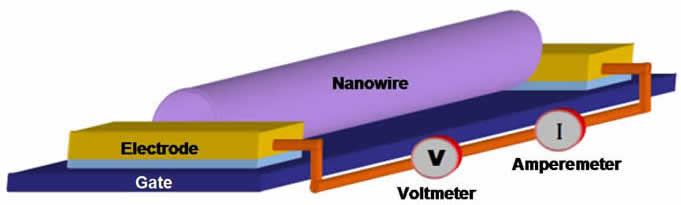 Nanowire
Electrode
Gate
V
Voltmeter
I
Amperemeter